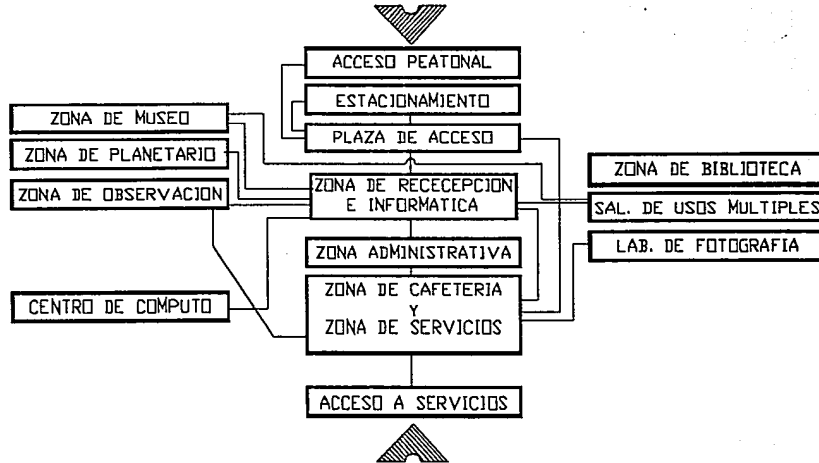 ACCESO PEATONAL
ESTACIONAMIENTO
PLAZA DE ACCESO
ZONA DE MUSEO
ZONA DE PLANETARIO
ZONA DE OBSERVACION
ZONA DE RECECEPCION
E INFORMATICA
ZONA DE BIBLIOTECA
SAL. DE USOS MULTIPLES
LAB. DE FOTOGRAFIA
ZONA ADMINISTRATIVA
ZONA DE CAFETERIA
Y
ZONA DE SERVICIOS
CENTRO DE COMPUTO
ACCESO A SERVICIOS